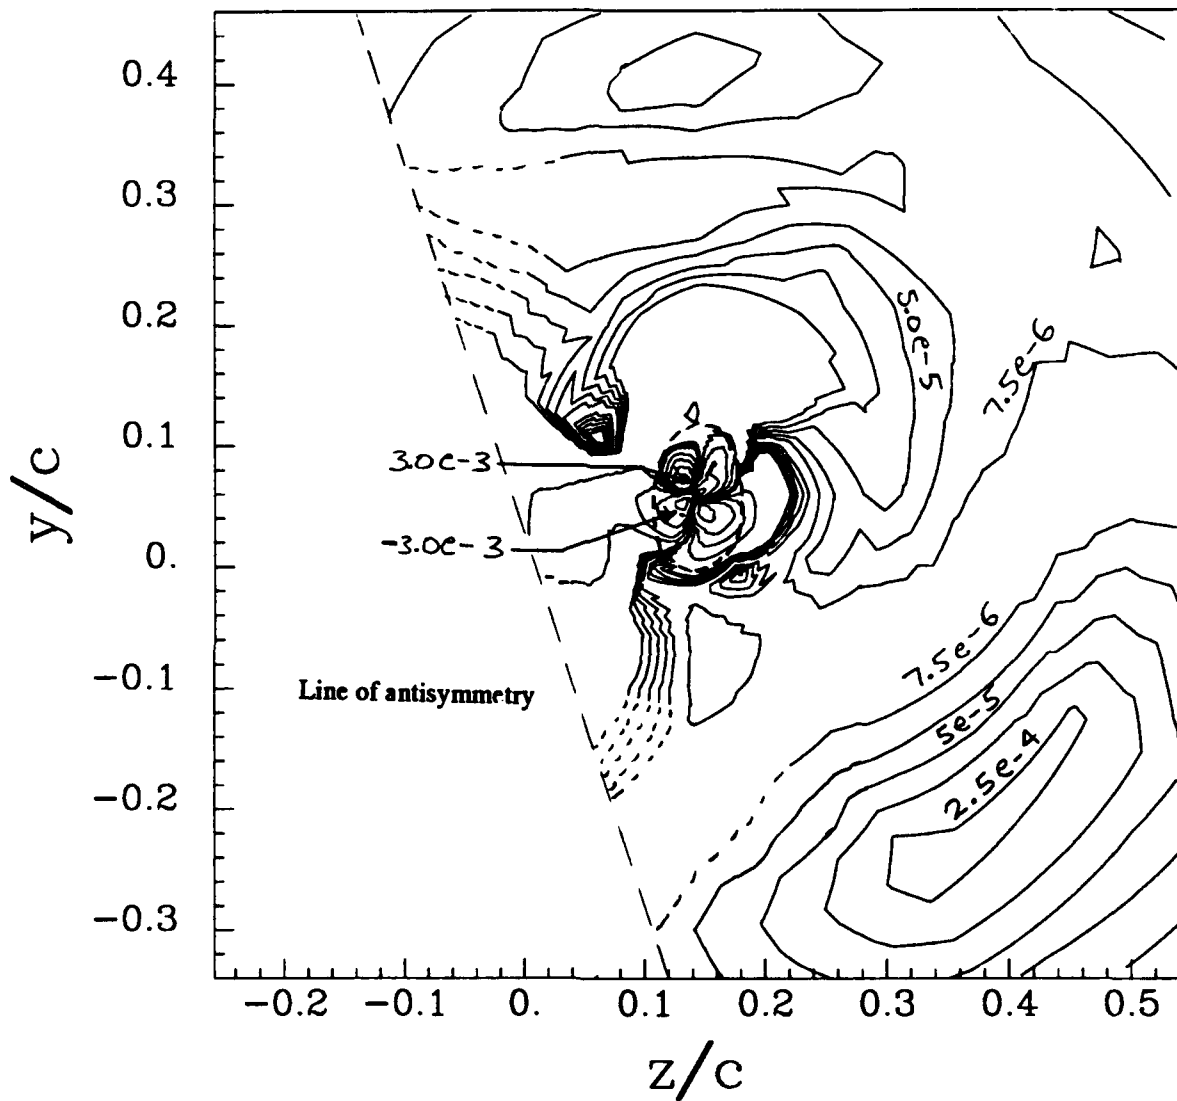 0.4
0.3
0.2
5.0e-5
7.5e-6
0.1
3.0e-3
y/c
-3.0e-3
0.
7.5e-6
-0.1
Line of antisymmetry
5e-5
2.5e-4
-0.2
-0.3
-0.2 -0.1 0. 0.1 0.2 0.3 0.4 0.5
z/c